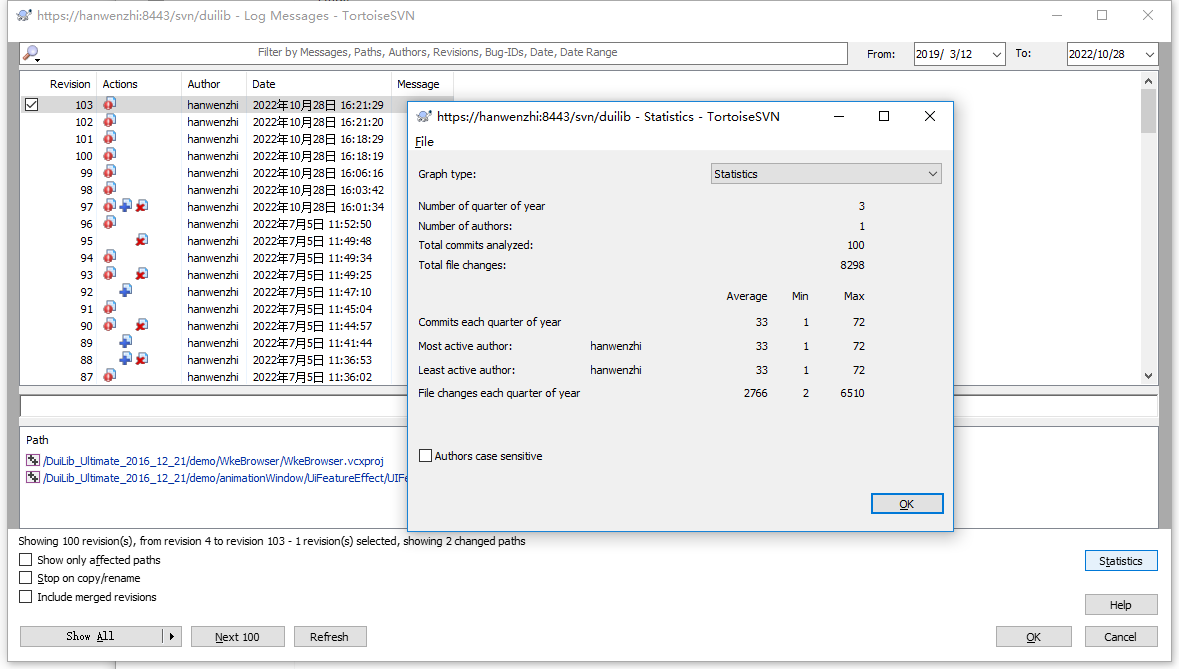 https://hanwenzhi:8443/svn/duilib - Log Messages - TortoiseSVN
Filter by Messages, Paths, Authors, Revisions, Bug-IDs, Date, Date Range
From: 2019/ 3/12 To: 2022/10/28
Revision Actions Author Date Message
103 hanwenzhi 2022年10月28日 16:21:29
102 hanwenzhi 2022年10月28日 16:21:20
101 hanwenzhi 2022年10月28日 16:18:29
100 hanwenzhi 2022年10月28日 16:18:19
99 hanwenzhi 2022年10月28日 16:06:16
98 hanwenzhi 2022年10月28日 16:03:42
97 hanwenzhi 2022年10月28日 16:01:34
96 hanwenzhi 2022年7月5日 11:52:50
95 hanwenzhi 2022年7月5日 11:49:48
94 hanwenzhi 2022年7月5日 11:49:34
93 hanwenzhi 2022年7月5日 11:49:25
92 hanwenzhi 2022年7月5日 11:47:10
91 hanwenzhi 2022年7月5日 11:45:04
90 hanwenzhi 2022年7月5日 11:44:57
89 hanwenzhi 2022年7月5日 11:41:44
88 hanwenzhi 2022年7月5日 11:36:53
87 hanwenzhi 2022年7月5日 11:36:02
https://hanwenzhi:8443/svn/duilib - Statistics - TortoiseSVN
File
Graph type: Statistics
Number of quarter of year 3
Number of authors: 1
Total commits analyzed: 100
Total file changes: 8298
Average Min Max
Commits each quarter of year 33 1 72
Most active author: hanwenzhi 33 1 72
Least active author: hanwenzhi 33 1 72
File changes each quarter of year 2766 2 6510
Authors case sensitive
OK
Path
/DuiLib_Ultimate_2016_12_21/demo/WkeBrowser/WkeBrowser.vcxproj
/DuiLib_Ultimate_2016_12_21/demo/animationWindow/UiFeatureEffect/UIFe
Showing 100 revision(s), from revision 4 to revision 103 - 1 revision(s) selected, showing 2 changed paths
Show only affected paths
Stop on copy/rename
Include merged revisions
Statistics
Help
Show All Next 100 Refresh OK Cancel